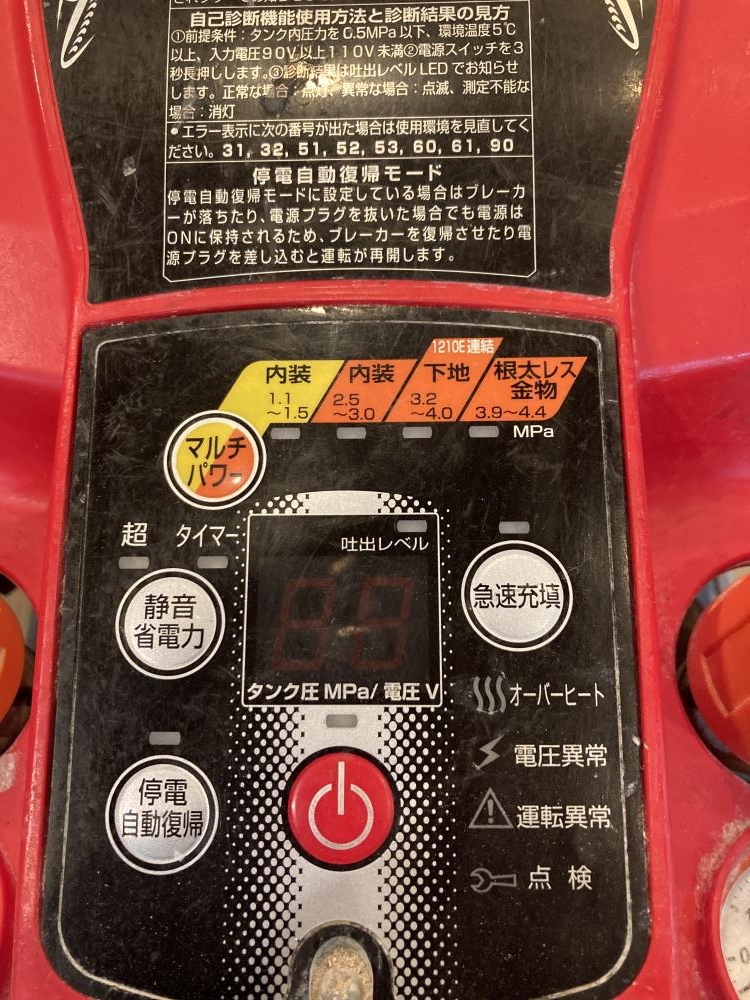 自己診断機能使用方法と診断結果の見方
①前提条件：タンク内圧力を0.5MPa以下、環境温度5℃
以上、入力電圧90V以上110V未満②電源スイッチを3
秒長押しします。③診断結果は吐出レベルLEDでお知らせ
します。正常な場合：点灯、異常な場合：点滅、測定不能な
場合：消灯
•エラー表示に次の番号が出た場合は使用環境を見直してく
ださい。31, 32, 51, 52, 53, 60, 61, 90
停電自動復帰モード
停電自動復帰モードに設定している場合はブレーカ
ーが落ちたり、電源プラグを抜いた場合でも電源は
ONに保持されるため、ブレーカーを復帰させたり電
源プラグを差し込むと運転が再開します。
1210E連結
内装 内装 下地 根太レス
金物
1.1 2.5 3.2
～1.5 ～3.0 ～4.0 3.9～4.4
MPa
マルチ
パワー
超 タイマー
吐出レベル
静音
省電力
急速充填
88
タンク圧 MPa/ 電圧 V
オーバーヒート
電圧異常
停電
自動復帰
運転異常
点検